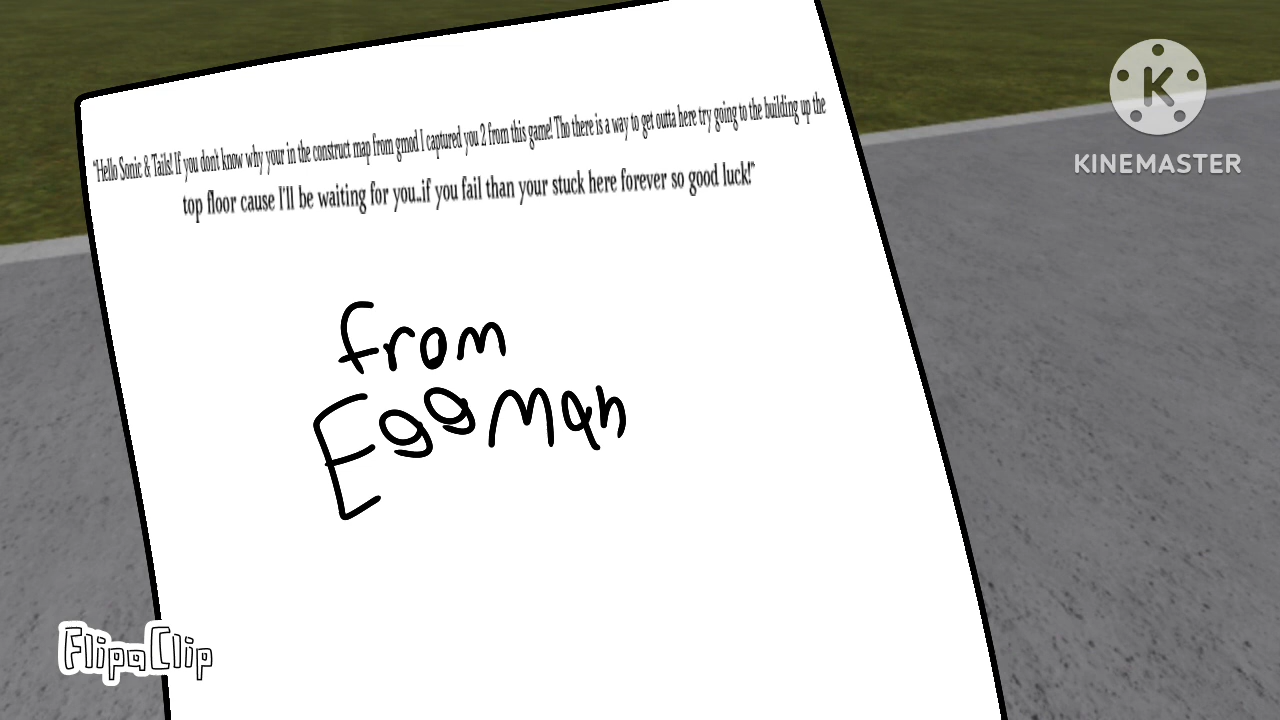 "Hello Sonic & Tails! If you don't know why your in the construct map from gmod I captured you 2 from this game! Tho there is a way to get outta here try going to the building up the
top floor cause I'll be waiting for you..if you fail than your stuck here forever so good luck!"
from
Eggman
K
KINEMASTER
FlipaClip